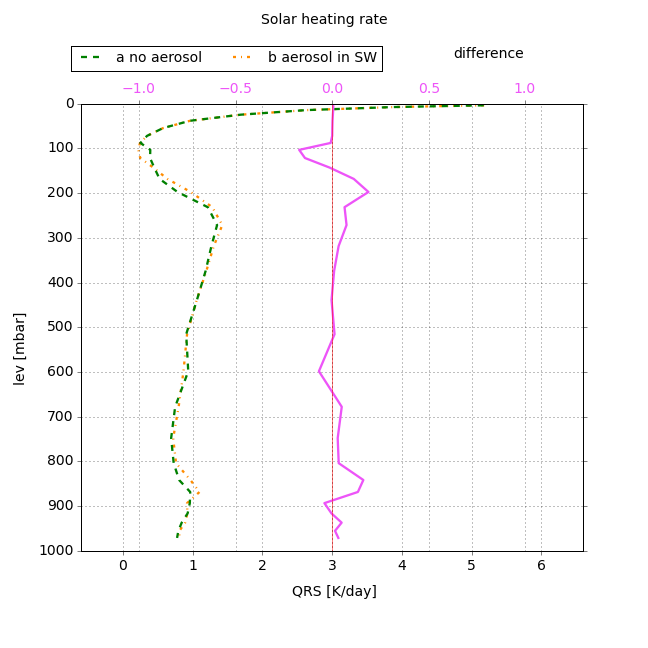 Solar heating rate
a no aerosol b aerosol in SW difference
−1.0 −0.5 0.0 0.5 1.0
0
100
200
300
400
500
600
700
800
900
1000
lev [mbar]
0 1 2 3 4 5 6
QRS [K/day]